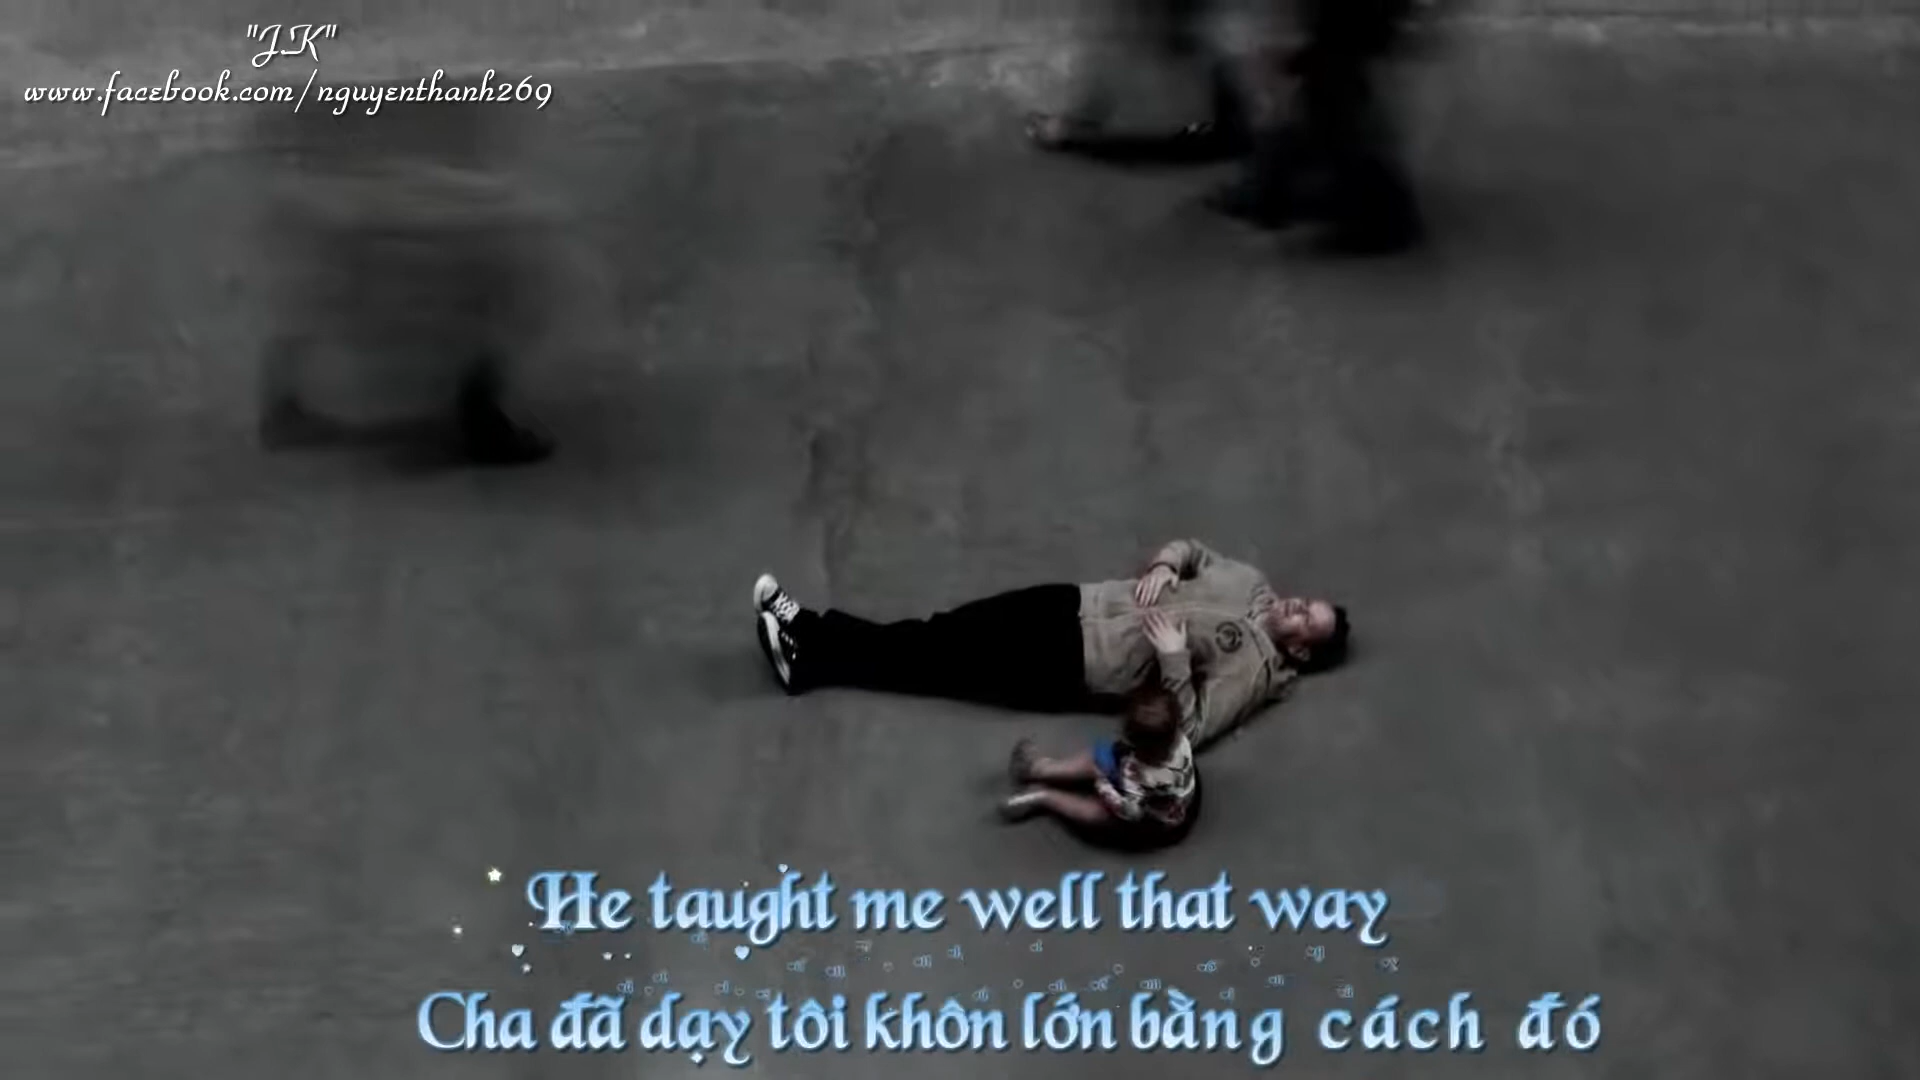 "J.K"
www.facebook.com/nguyenthanh269
He taught me well that way
Cha đã dạy tôi khôn lớn bằng cách đó